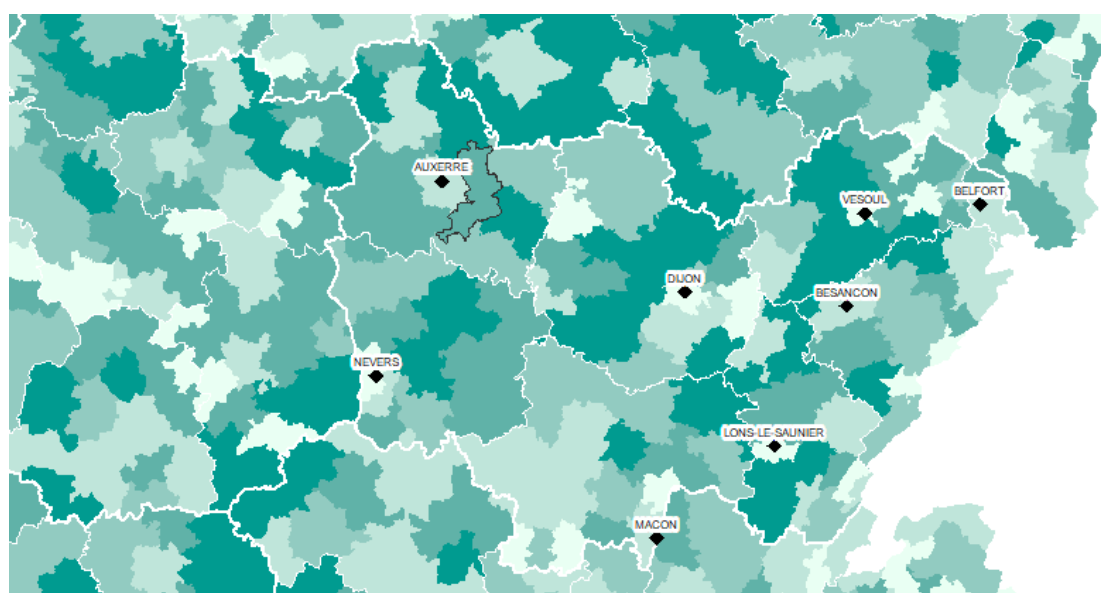 AUXERRE
BELFORT
VESOUL
DIJON
BESANCON
NEVERS
LONS-LE-SAUNIER
MACON